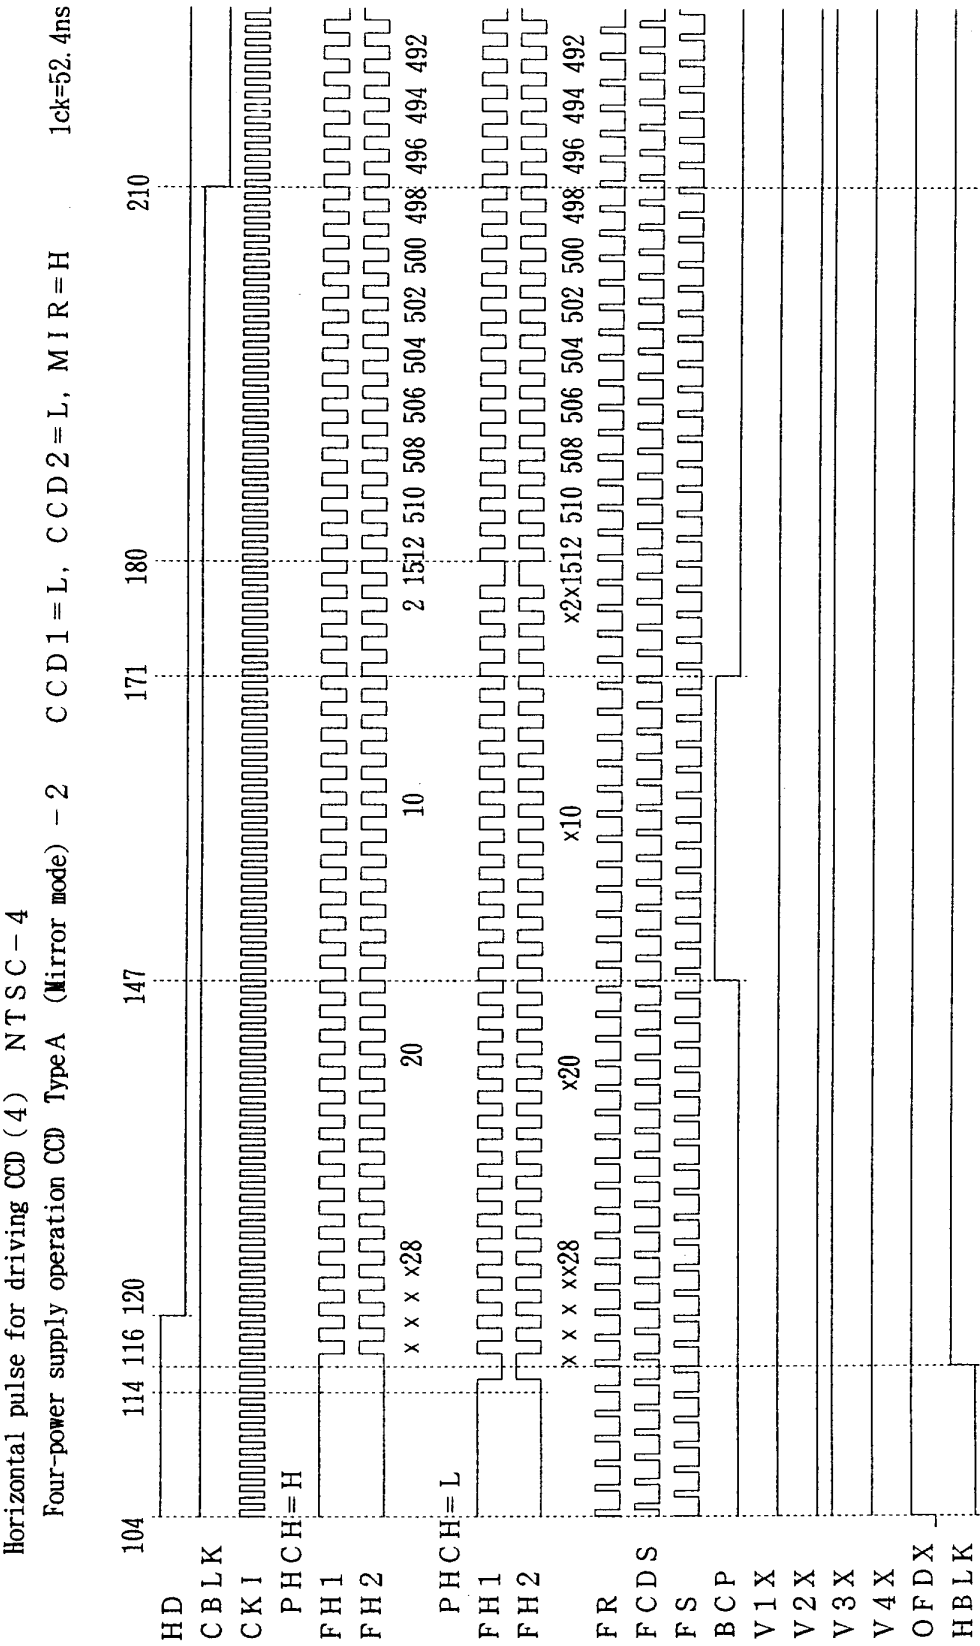 Horizontal pulse for driving CCD (4) NTSC-4
Four-power supply operation CCD TypeA (Mirror mode) -2 CCD1=L, CCD2=L, MIR=H 1ck=52.4ns
104 114 116 120 147 171 180 210
HD
CBLK
CKI
PHCH=H
FH1
FH2
x x x x28 20 10 2 1512 510 508 506 504 502 500 498 496 494 492
PHCH=L
FH1
FH2
x x x xx28 x20 x10 x2x1512 510 508 506 504 502 500 498 496 494 492
FR
FCDS
FS
BCP
V1X
V2X
V3X
V4X
OFDX
HBLK